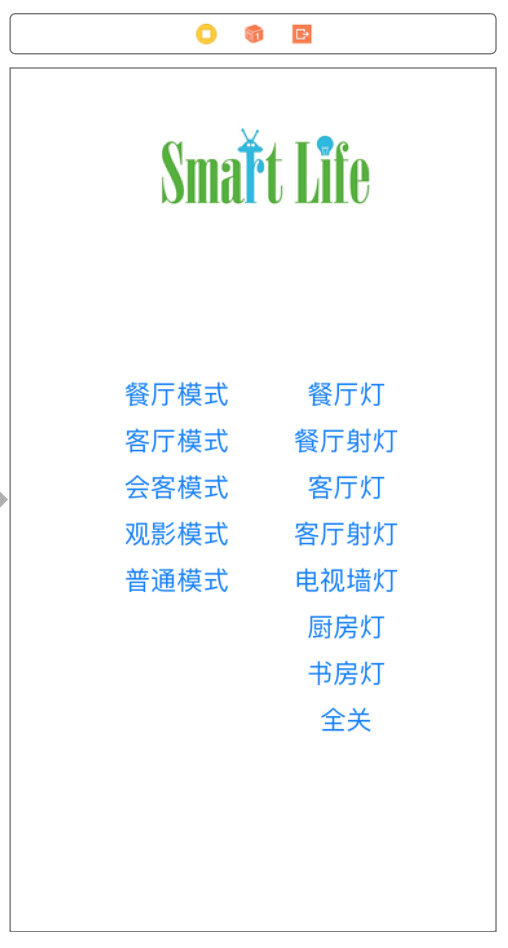 Smart Life
餐厅模式
客厅模式
会客模式
观影模式
普通模式
餐厅灯
餐厅射灯
客厅灯
客厅射灯
电视墙灯
厨房灯
书房灯
全关